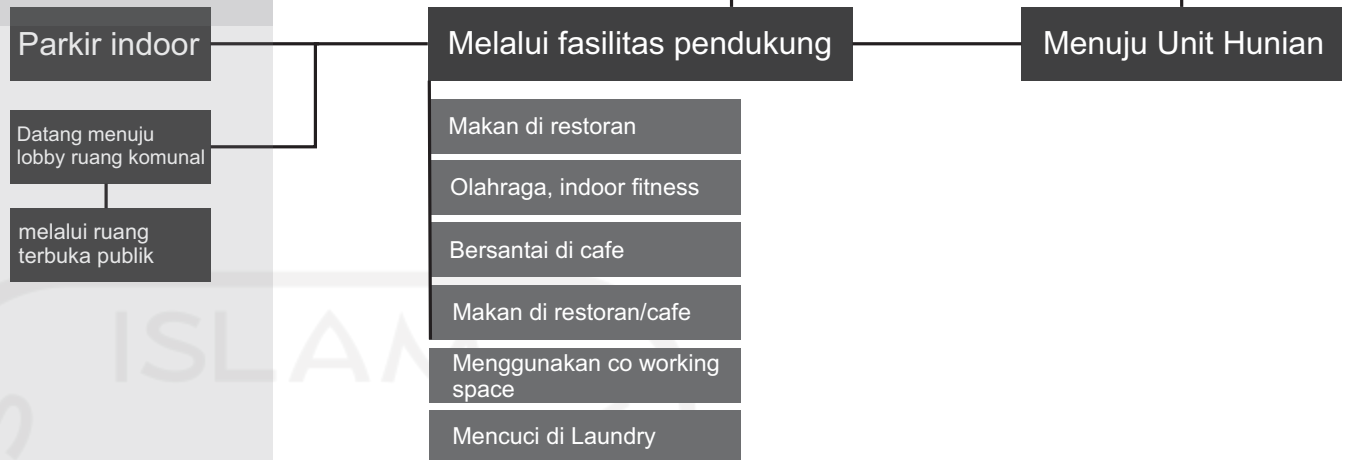 Parkir indoor
Melalui fasilitas pendukung
Menuju Unit Hunian
Datang menuju
lobby ruang komunal
melalui ruang
terbuka publik
Makan di restoran
Olahraga, indoor fitness
Bersantai di cafe
Makan di restoran/cafe
Menggunakan co working
space
Mencuci di Laundry
ISLAM